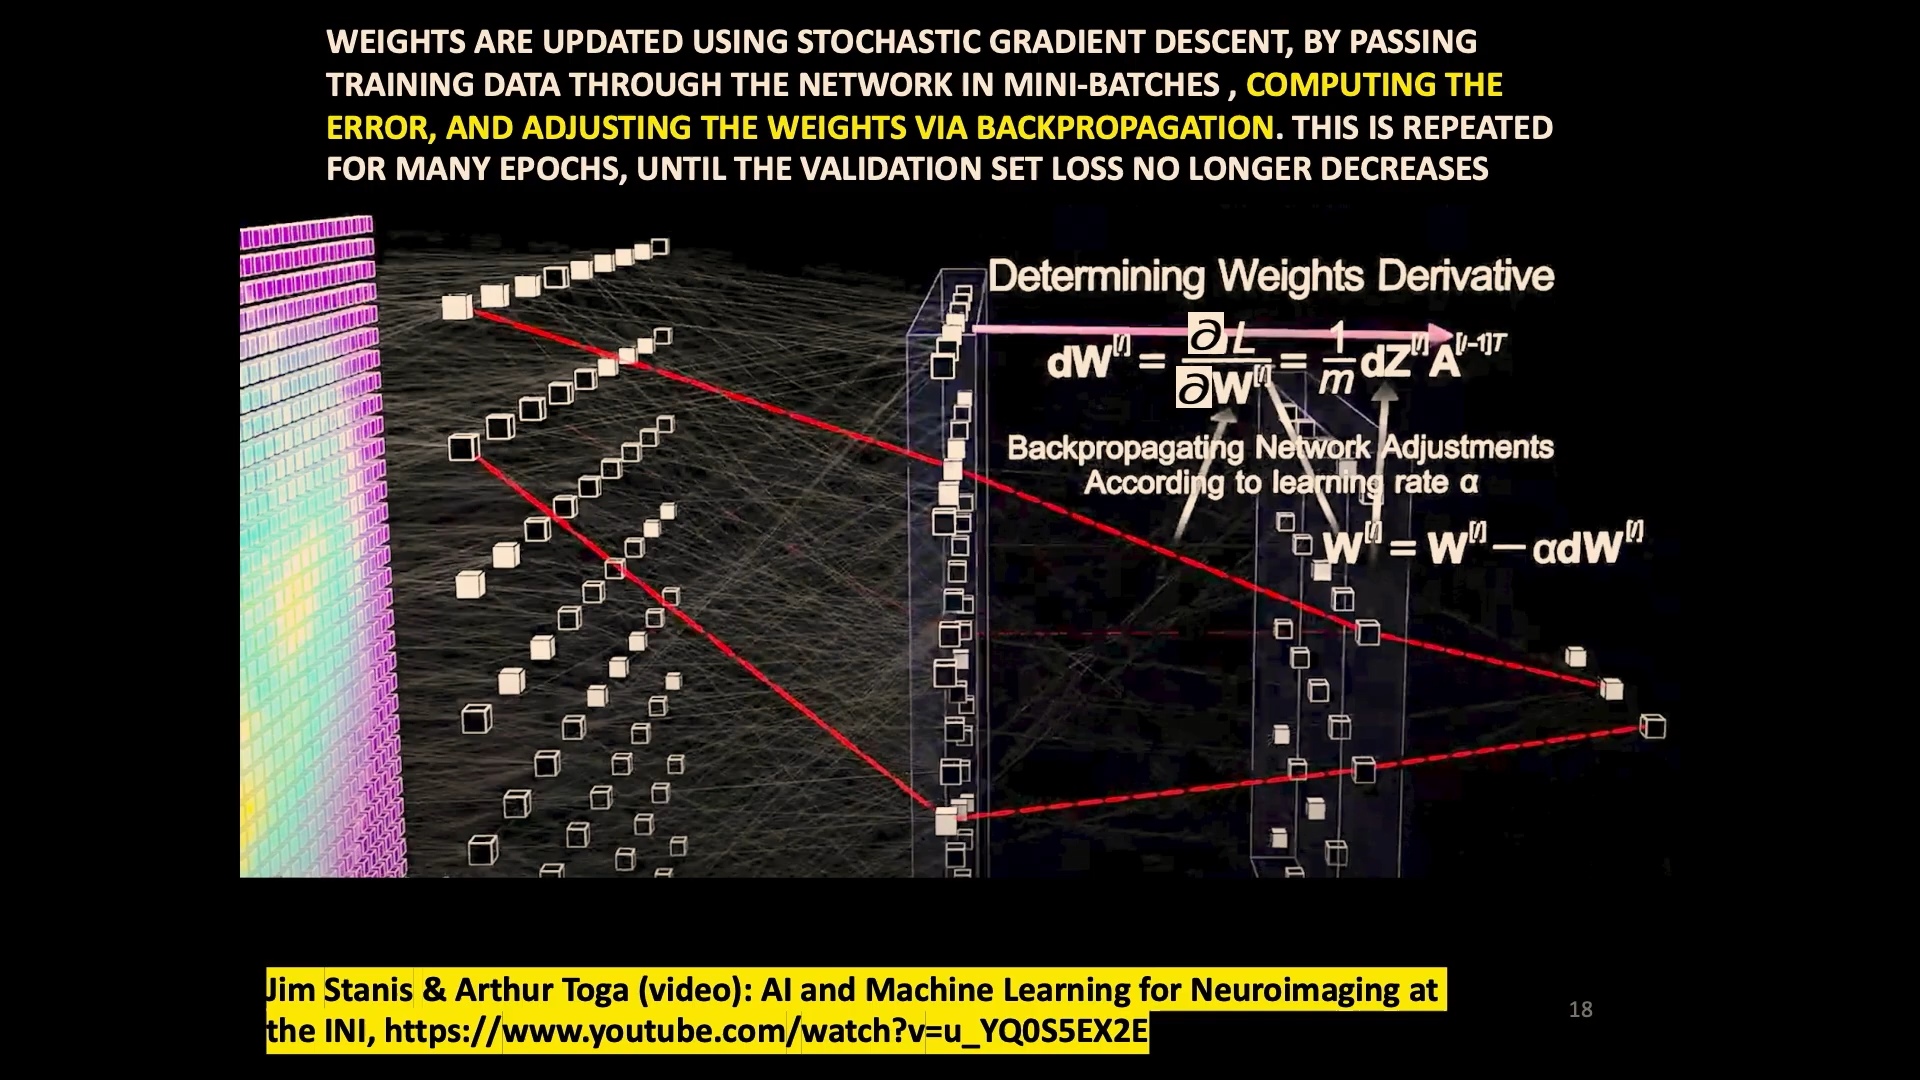 WEIGHTS ARE UPDATED USING STOCHASTIC GRADIENT DESCENT, BY PASSING
TRAINING DATA THROUGH THE NETWORK IN MINI-BATCHES , COMPUTING THE
ERROR, AND ADJUSTING THE WEIGHTS VIA BACKPROPAGATION. THIS IS REPEATED
FOR MANY EPOCHS, UNTIL THE VALIDATION SET LOSS NO LONGER DECREASES
Determining Weights Derivative
dW^[l] = ∂L/∂W^[l] = 1/m dZ^[l] A^[l-1]T
Backpropagating Network Adjustments
According to learning rate α
W^[l] = W^[l] – αdW^[l]
Jim Stanis & Arthur Toga (video): AI and Machine Learning for Neuroimaging at
the INI, https://www.youtube.com/watch?v=u_YQ0S5EX2E
18